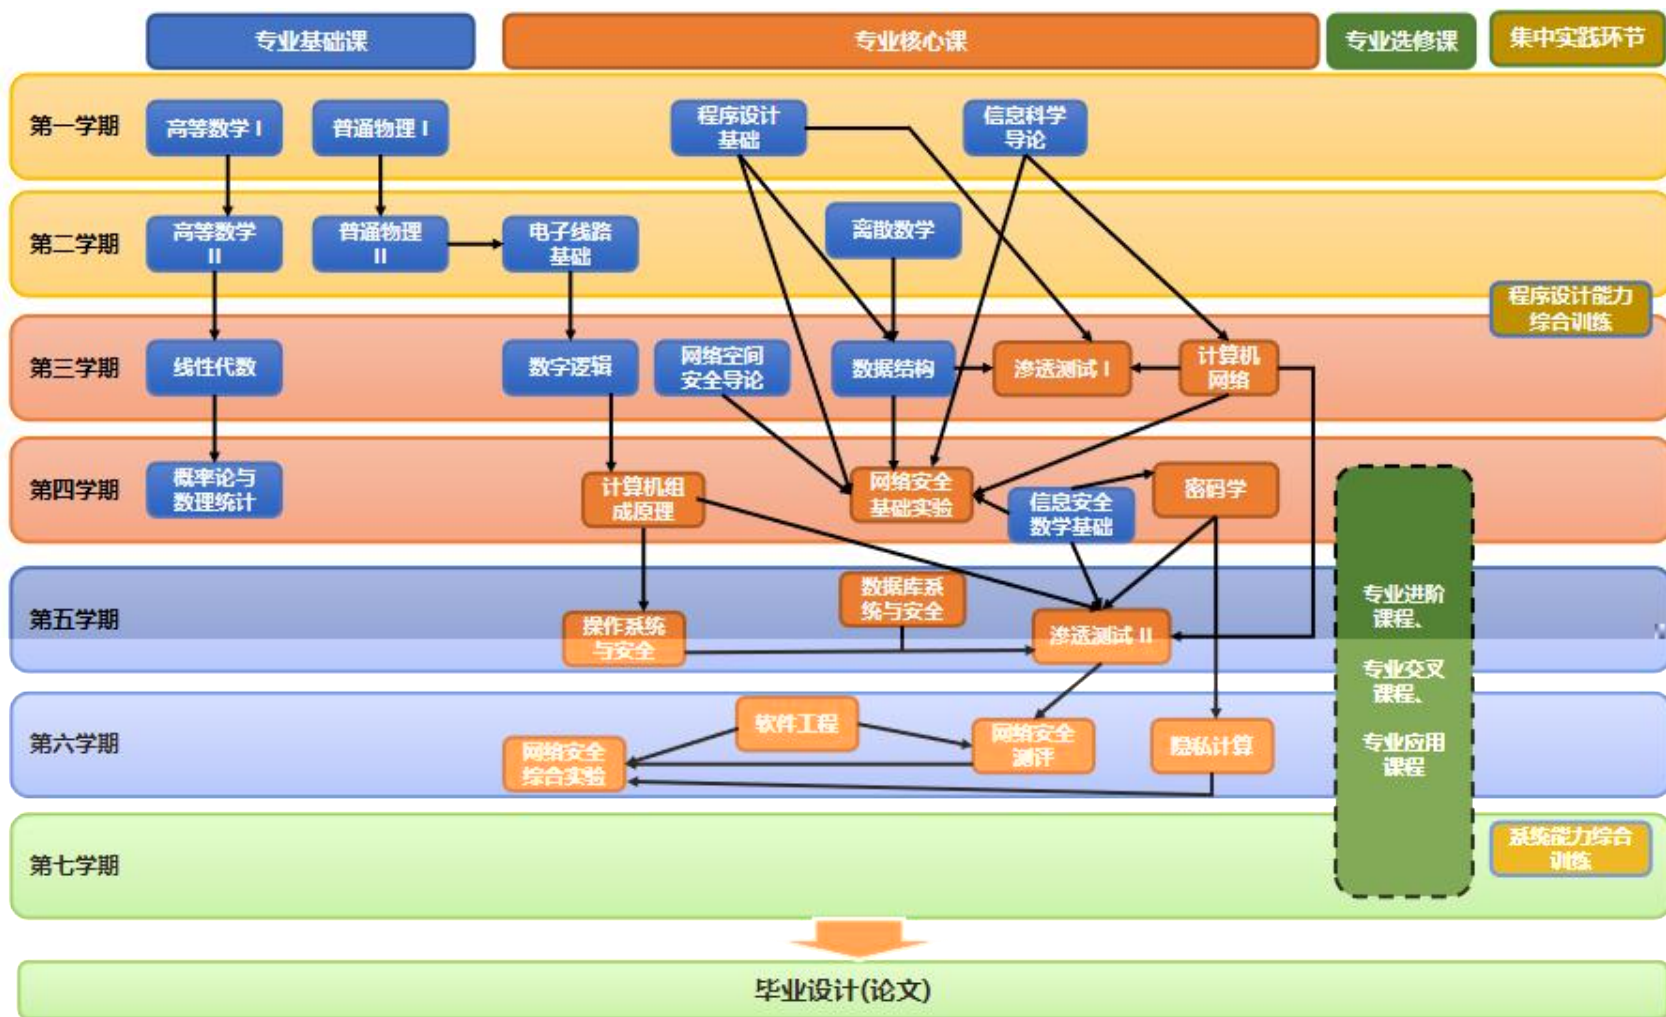 专业基础课
专业核心课
专业选修课
集中实践环节
第一学期
高等数学 I
普通物理 I
程序设计
基础
信息科学
导论
第二学期
高等数学
II
普通物理
II
电子线路
基础
离散数学
程序设计能力
综合训练
第三学期
线性代数
数字逻辑
网络空间
安全导论
数据结构
渗透测试 I
计算机
网络
第四学期
概率论与
数理统计
计算机组
成原理
网络安全
基础实验
信息安全
数学基础
密码学
第五学期
操作系统
与安全
数据库系
统与安全
渗透测试 II
专业进阶
课程、
专业交叉
课程、
专业应用
课程
第六学期
网络安全
综合实验
软件工程
网络安全
测评
隐私计算
第七学期
系统能力综合
训练
毕业设计(论文)